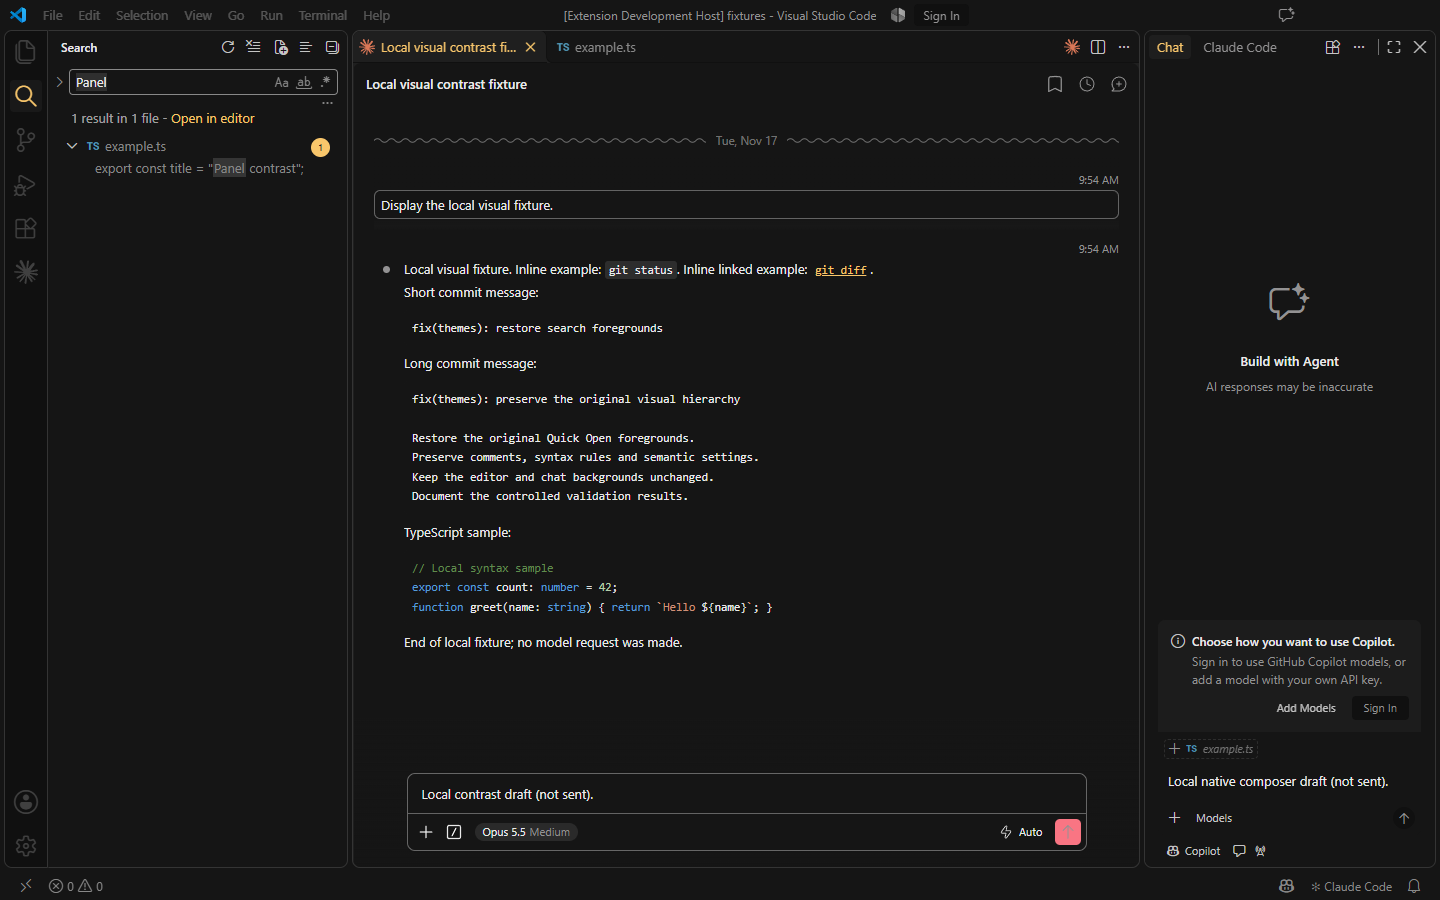 File Edit Selection View Go Run Terminal Help
[Extension Development Host] fixtures - Visual Studio Code
Sign In
Search
Panel
Aa ab .*
1 result in 1 file - Open in editor
TS example.ts
1
export const title = "Panel contrast";
Local visual contrast fi...
TS example.ts
Local visual contrast fixture
Tue, Nov 17
9:54 AM
Display the local visual fixture.
9:54 AM
Local visual fixture. Inline example: git status. Inline linked example: git diff.
Short commit message:
fix(themes): restore search foregrounds
Long commit message:
fix(themes): preserve the original visual hierarchy
Restore the original Quick Open foregrounds.
Preserve comments, syntax rules and semantic settings.
Keep the editor and chat backgrounds unchanged.
Document the controlled validation results.
TypeScript sample:
// Local syntax sample
export const count: number = 42;
function greet(name: string) { return `Hello ${name}`; }
End of local fixture; no model request was made.
Local contrast draft (not sent).
Opus 5.5 Medium
Auto
Chat Claude Code
Build with Agent
AI responses may be inaccurate
Choose how you want to use Copilot.
Sign in to use GitHub Copilot models, or
add a model with your own API key.
Add Models Sign In
TS example.ts
Local native composer draft (not sent).
Models
Copilot
0 0
Claude Code